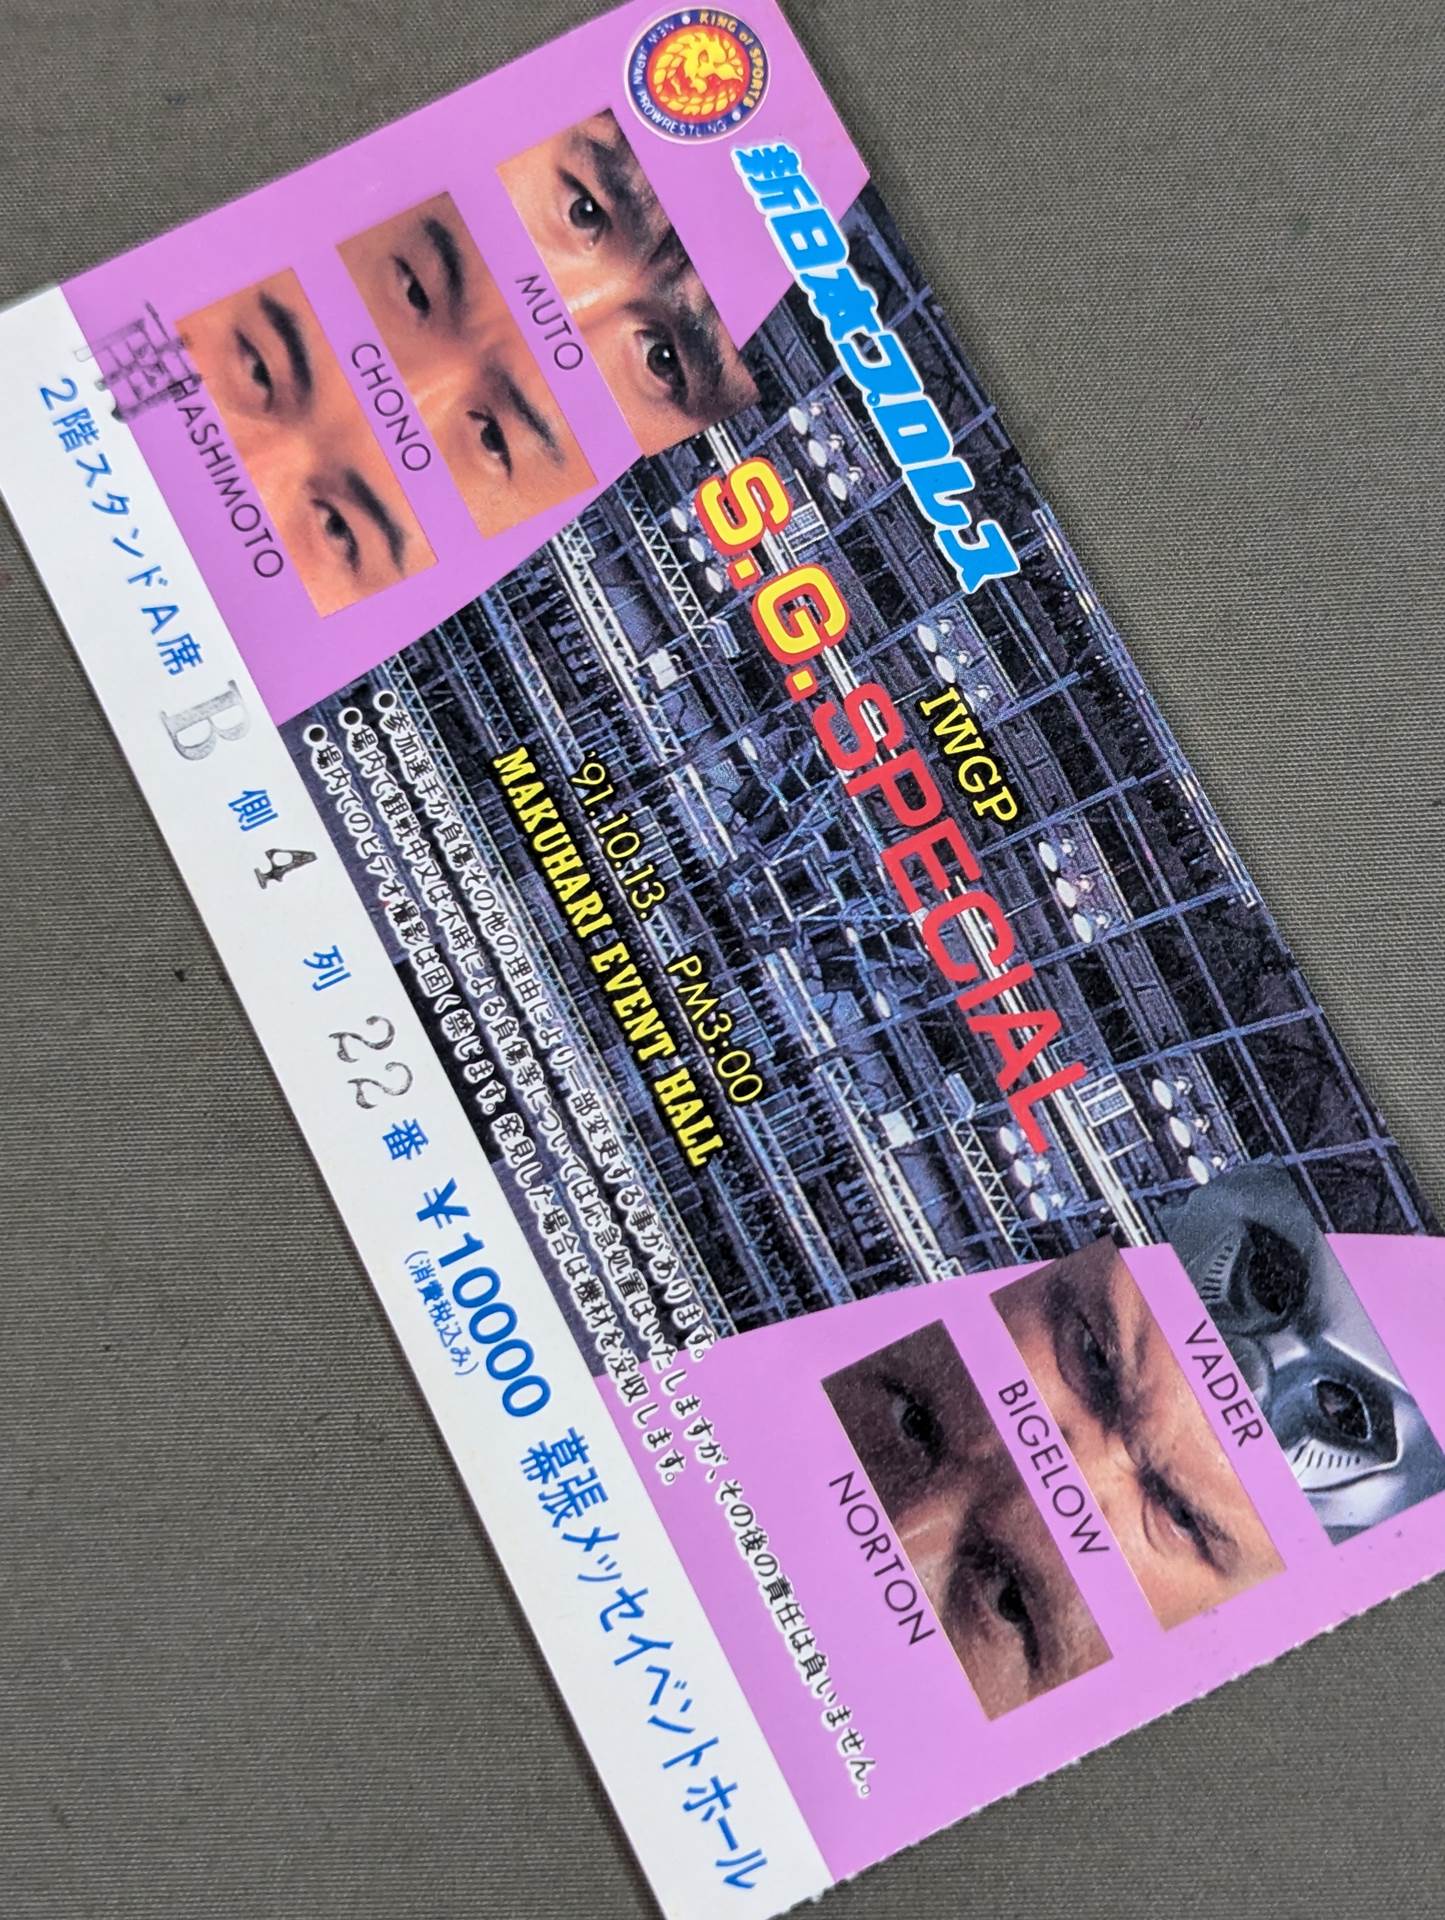 KING of SPORTS
NEW JAPAN PROWRESTLING
新日本プロレス
IWGP
S.G.SPECIAL
'91.10.13. PM3:00
MAKUHARI EVENT HALL
MUTO
CHONO
HASHIMOTO
VADER
BIGELOW
NORTON
●参加選手が負傷その他の理由により一部変更する事があります。
●場内で観戦中又は不時による負傷等については応急処置はいたしますが、その後の責任は負いません。
●場内でのビデオ撮影は固く禁じます。発見した場合は機材を没収します。
2階スタンドA席 B 側 4 列 22 番 ¥10000 幕張メッセイベントホール
(消費税込み)